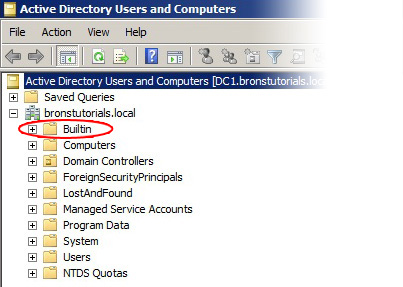 Active Directory Users and Computers
File Action View Help
Active Directory Users and Computers [DC1.bronstutorials.loc
Saved Queries
bronstutorials.local
Builtin
Computers
Domain Controllers
ForeignSecurityPrincipals
LostAndFound
Managed Service Accounts
Program Data
System
Users
NTDS Quotas